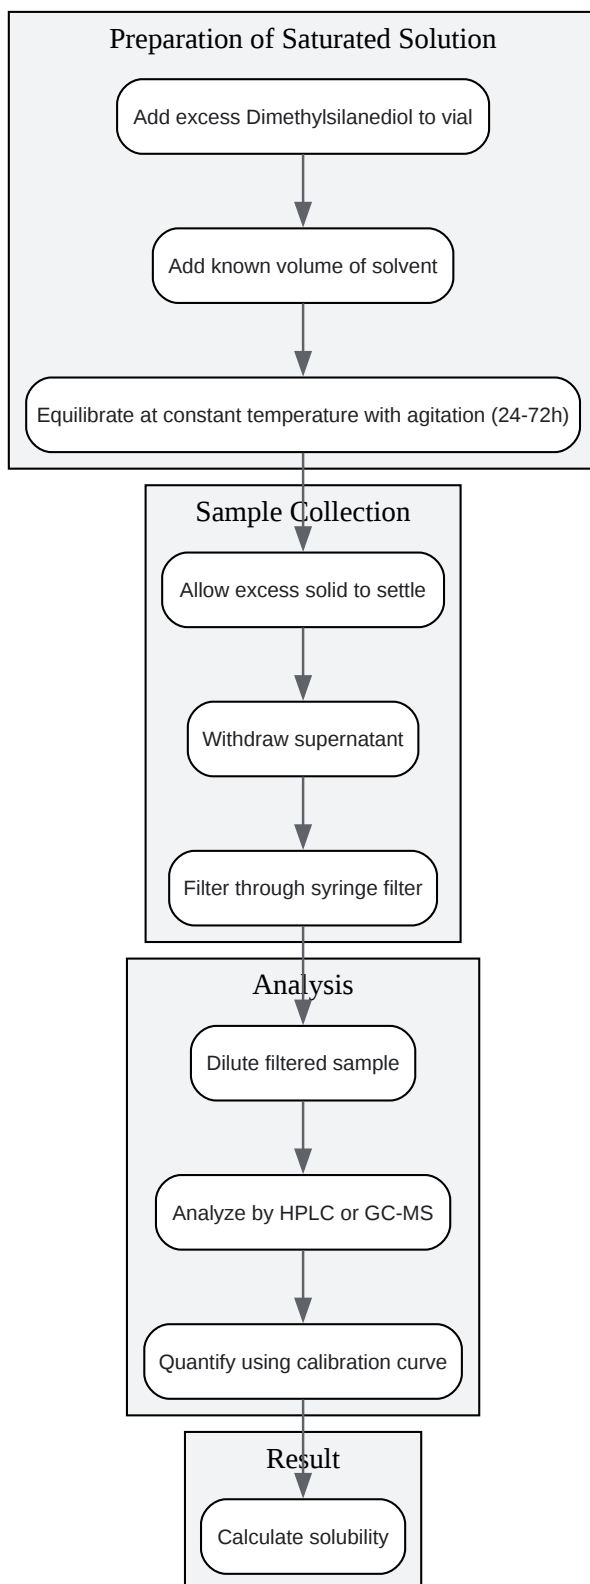 Preparation of Saturated Solution
Add excess Dimethylsilanediol to vial
Add known volume of solvent
Equilibrate at constant temperature with agitation (24-72h)
Sample Collection
Allow excess solid to settle
Withdraw supernatant
Filter through syringe filter
Analysis
Dilute filtered sample
Analyze by HPLC or GC-MS
Quantify using calibration curve
Result
Calculate solubility